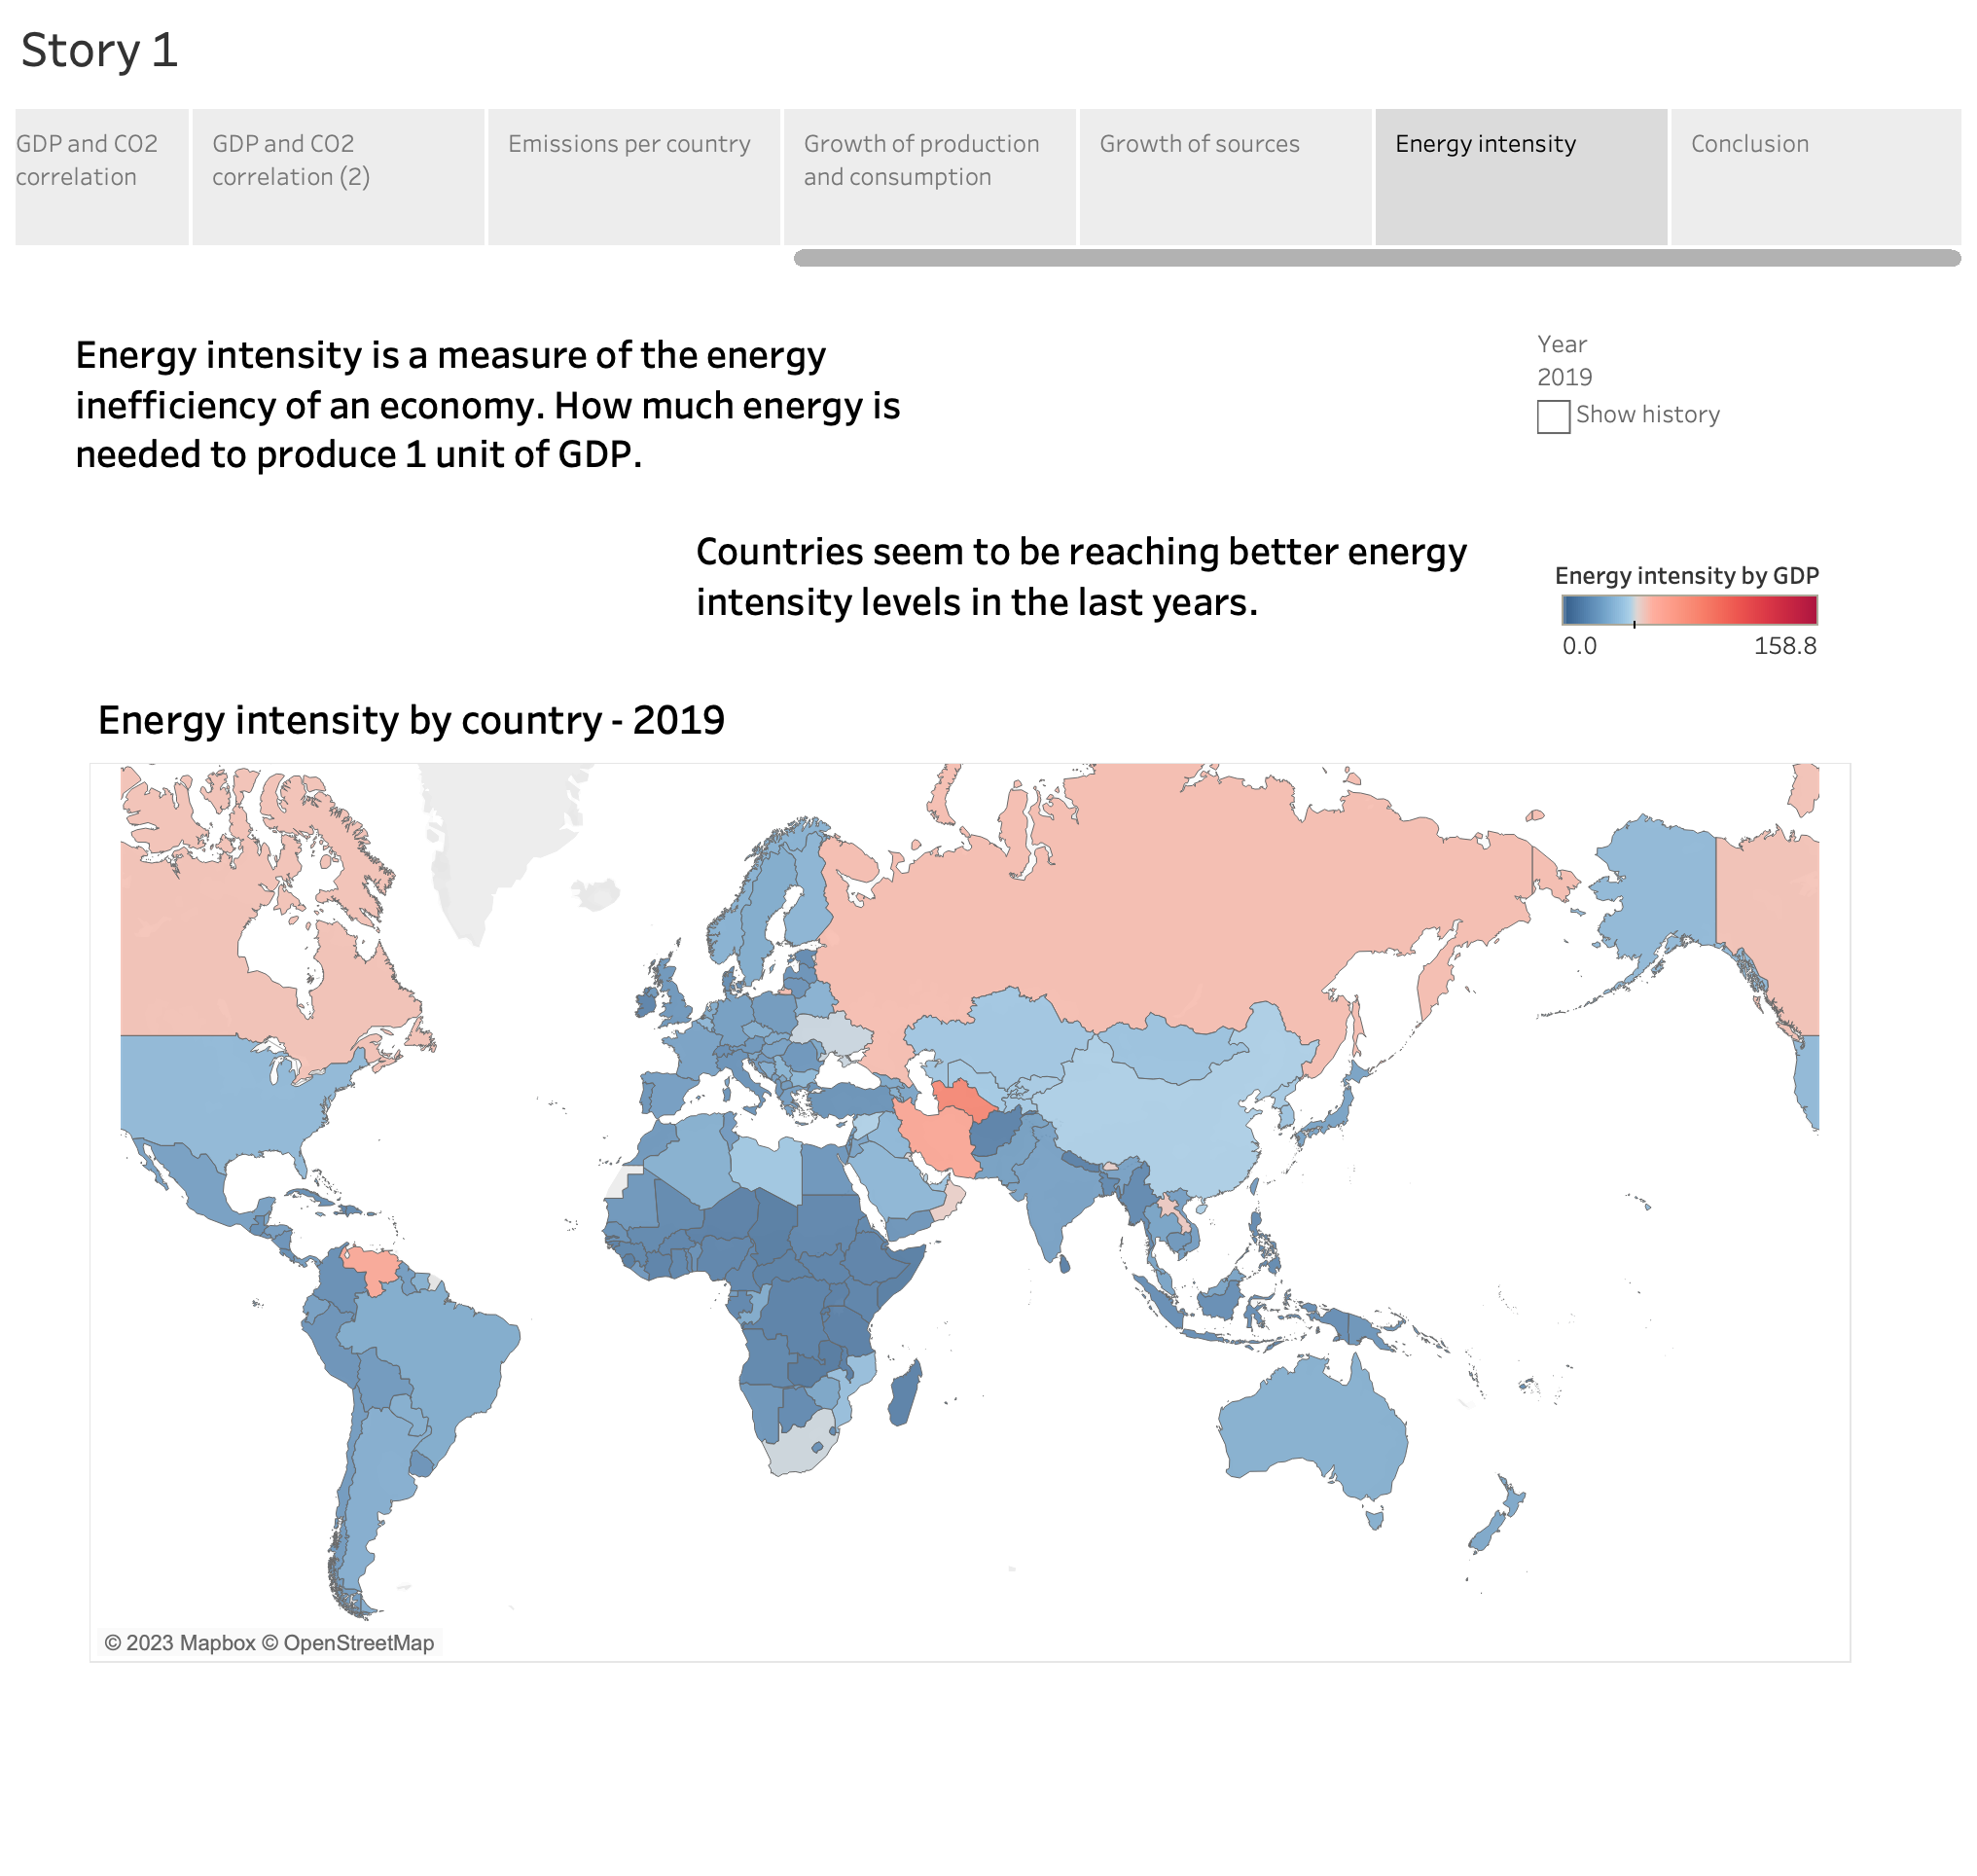 Story 1
GDP and CO2
correlation
GDP and CO2
correlation (2)
Emissions per country
Growth of production
and consumption
Growth of sources
Energy intensity
Conclusion
Energy intensity is a measure of the energy
inefficiency of an economy. How much energy is
needed to produce 1 unit of GDP.
Year
2019
Show history
Countries seem to be reaching better energy
intensity levels in the last years.
Energy intensity by GDP
0.0
158.8
Energy intensity by country - 2019
© 2023 Mapbox © OpenStreetMap